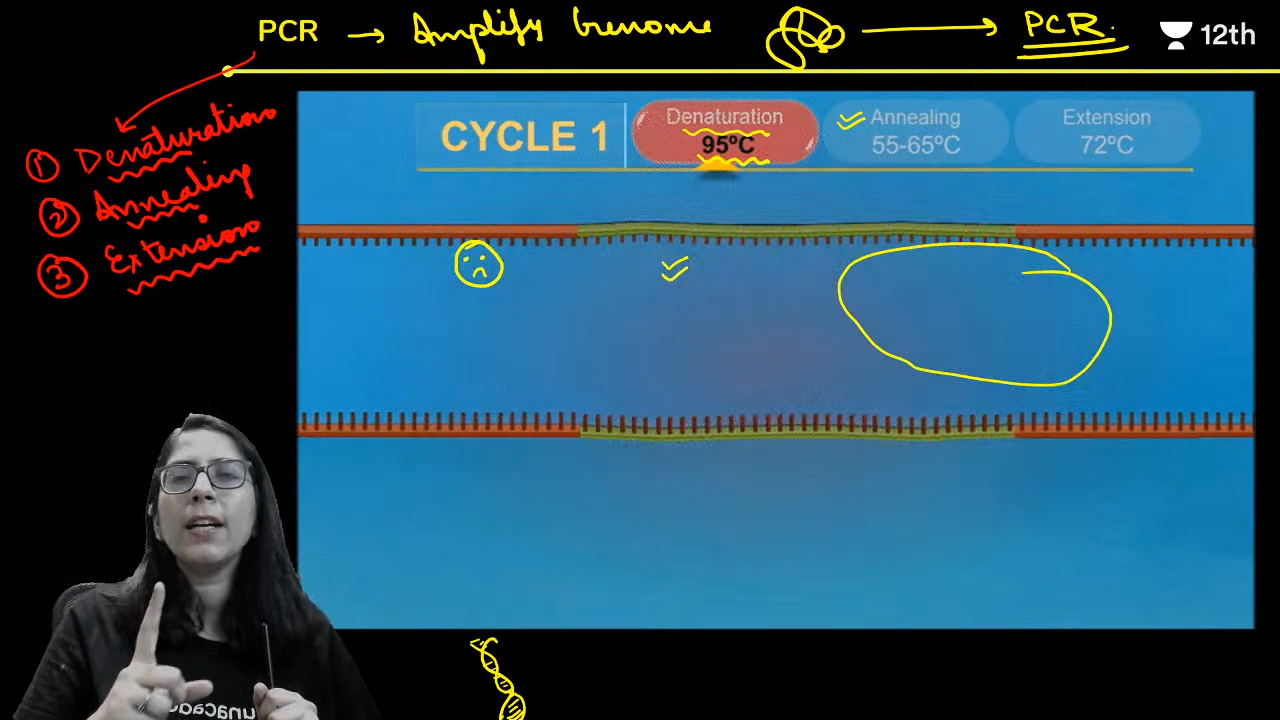 PCR → Amplify Genome → PCR.
12th
① Denaturation
② Annealing
③ Extension
CYCLE 1
Denaturation
95°C
Annealing
55-65°C
Extension
72°C
unacad